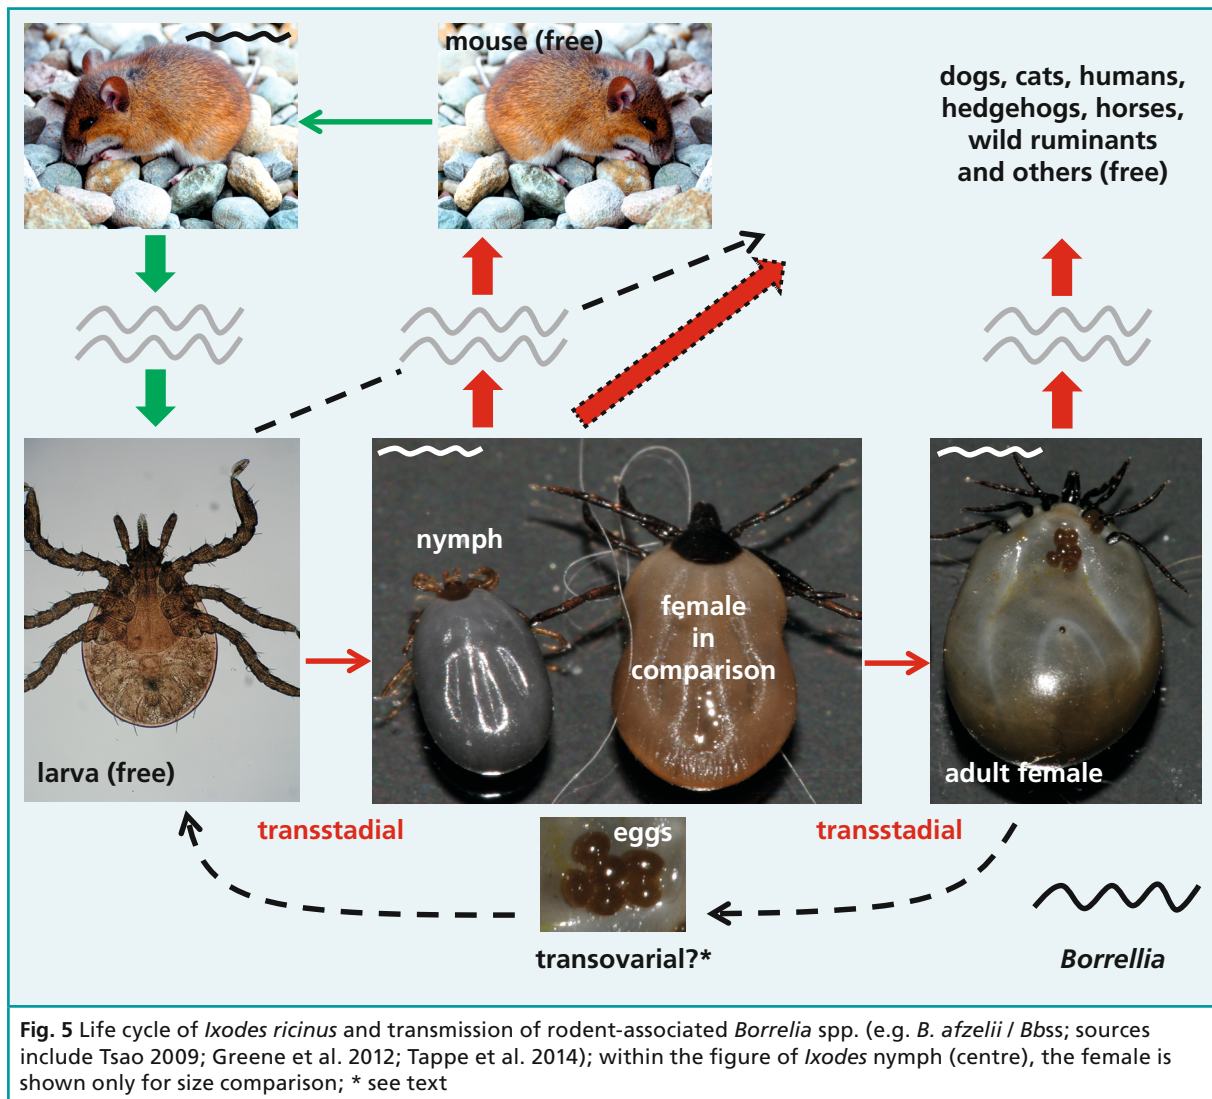 mouse (free)
dogs, cats, humans,
hedgehogs, horses,
wild ruminants
and others (free)
nymph
female
in
comparison
larva (free)
adult female
transstadial
eggs
transstadial
transovarial?*
Borrellia
Fig. 5 Life cycle of Ixodes ricinus and transmission of rodent-associated Borrelia spp. (e.g. B. afzelii / Bbss; sources
include Tsao 2009; Greene et al. 2012; Tappe et al. 2014); within the figure of Ixodes nymph (centre), the female is
shown only for size comparison; * see text